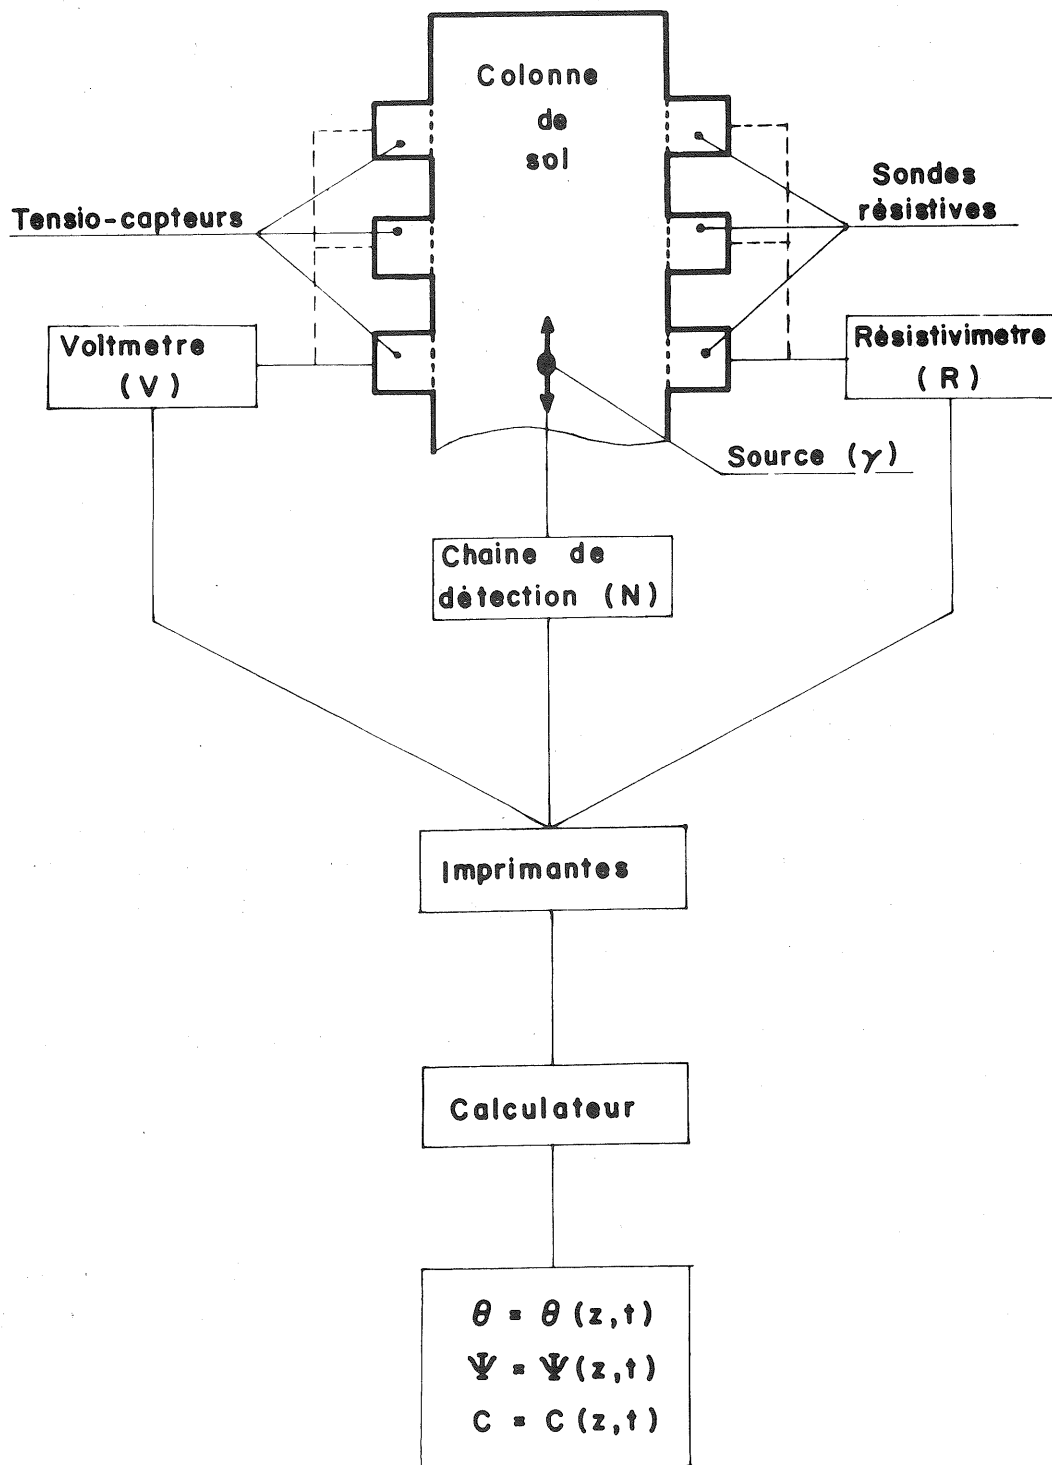 Colonne
de
sol
Tensio-capteurs
Sondes
résistives
Voltmetre
(V)
Résistivimetre
(R)
Source (γ)
Chaine de
détection (N)
Imprimantes
Calculateur
θ = θ (z,t)
Ψ = Ψ (z,t)
C = C (z,t)